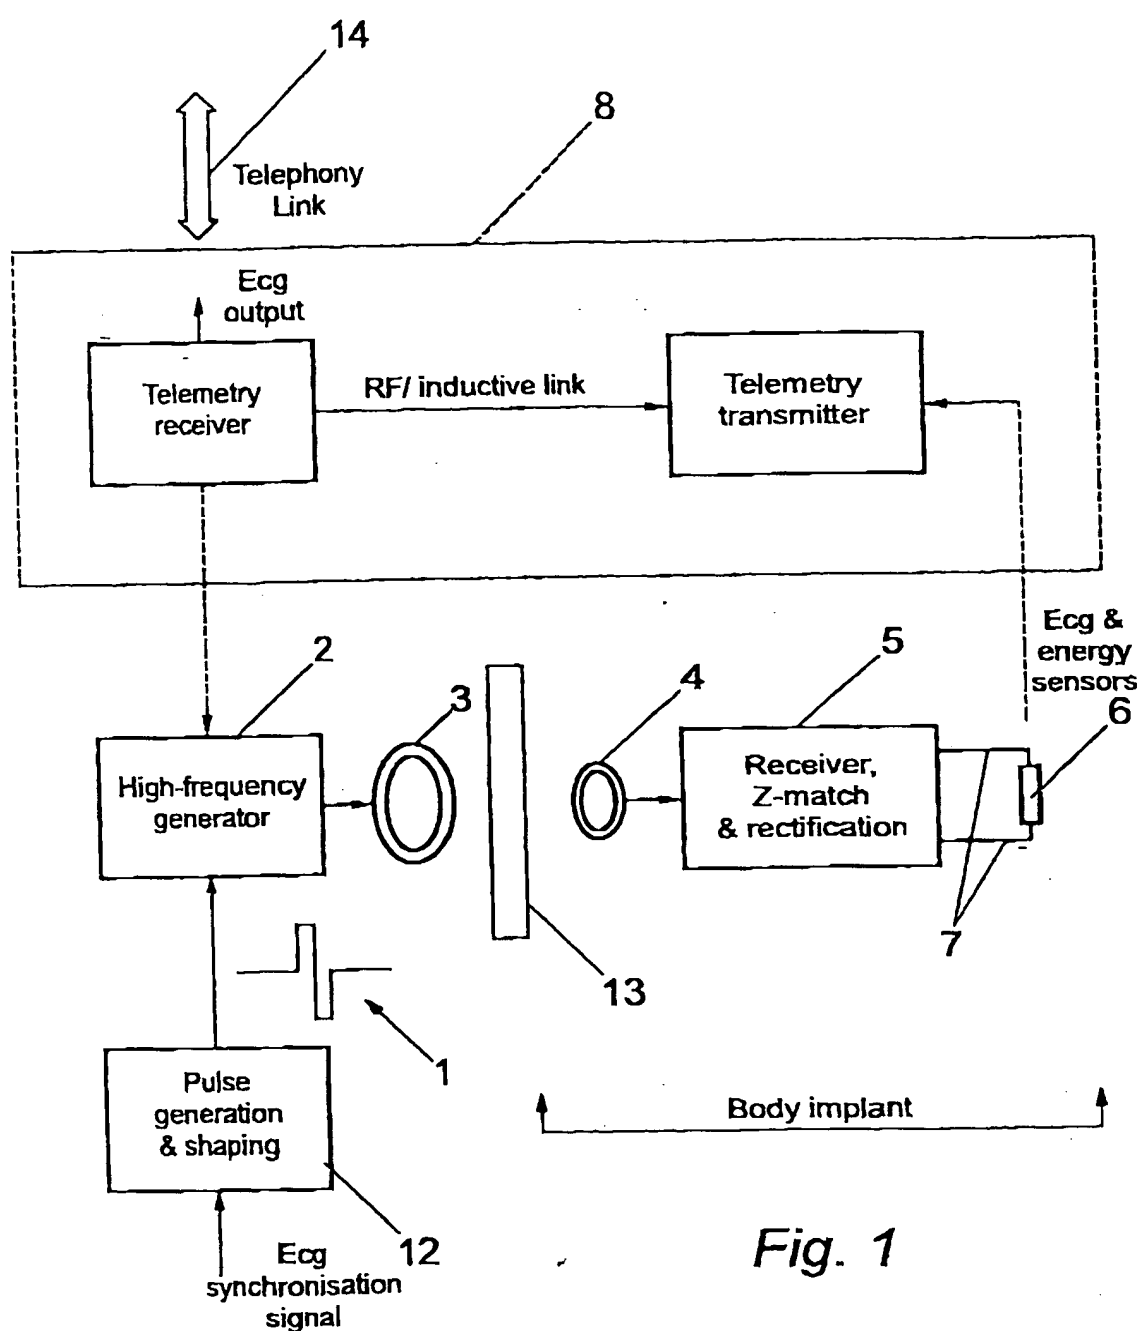 14
8
Telephony
Link
Ecg
output
Telemetry
receiver
RF/ inductive link
Telemetry
transmitter
Ecg &
energy
sensors
2
3
4
5
6
High-frequency
generator
Receiver,
Z-match
& rectification
7
13
1
Pulse
generation
& shaping
Body implant
12
Ecg
synchronisation
signal
Fig. 1